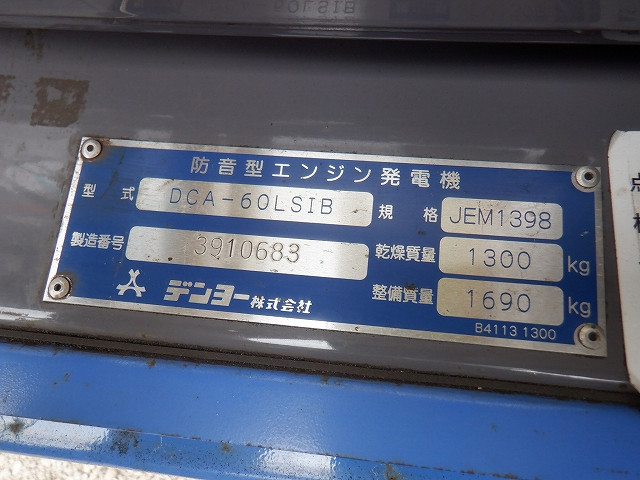 防音型エンジン発電機
型式 DCA-60LSIB 規格 JEM1398
製造番号 3910683 乾燥質量 1300 kg
デンヨー株式会社 整備質量 1690 kg
B41131300